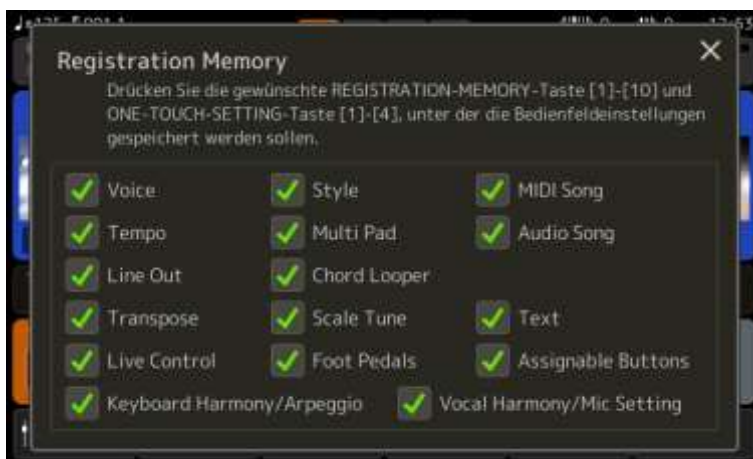 Registration Memory
Drücken Sie die gewünschte REGISTRATION-MEMORY-Taste [1]-[10] und
ONE-TOUCH-SETTING-Taste [1]-[4], unter der die Bedienfeldeinstellungen
gespeichert werden sollen.
Voice Style MIDI Song
Tempo Multi Pad Audio Song
Line Out Chord Looper
Transpose Scale Tune Text
Live Control Foot Pedals Assignable Buttons
Keyboard Harmony/Arpeggio Vocal Harmony/Mic Setting